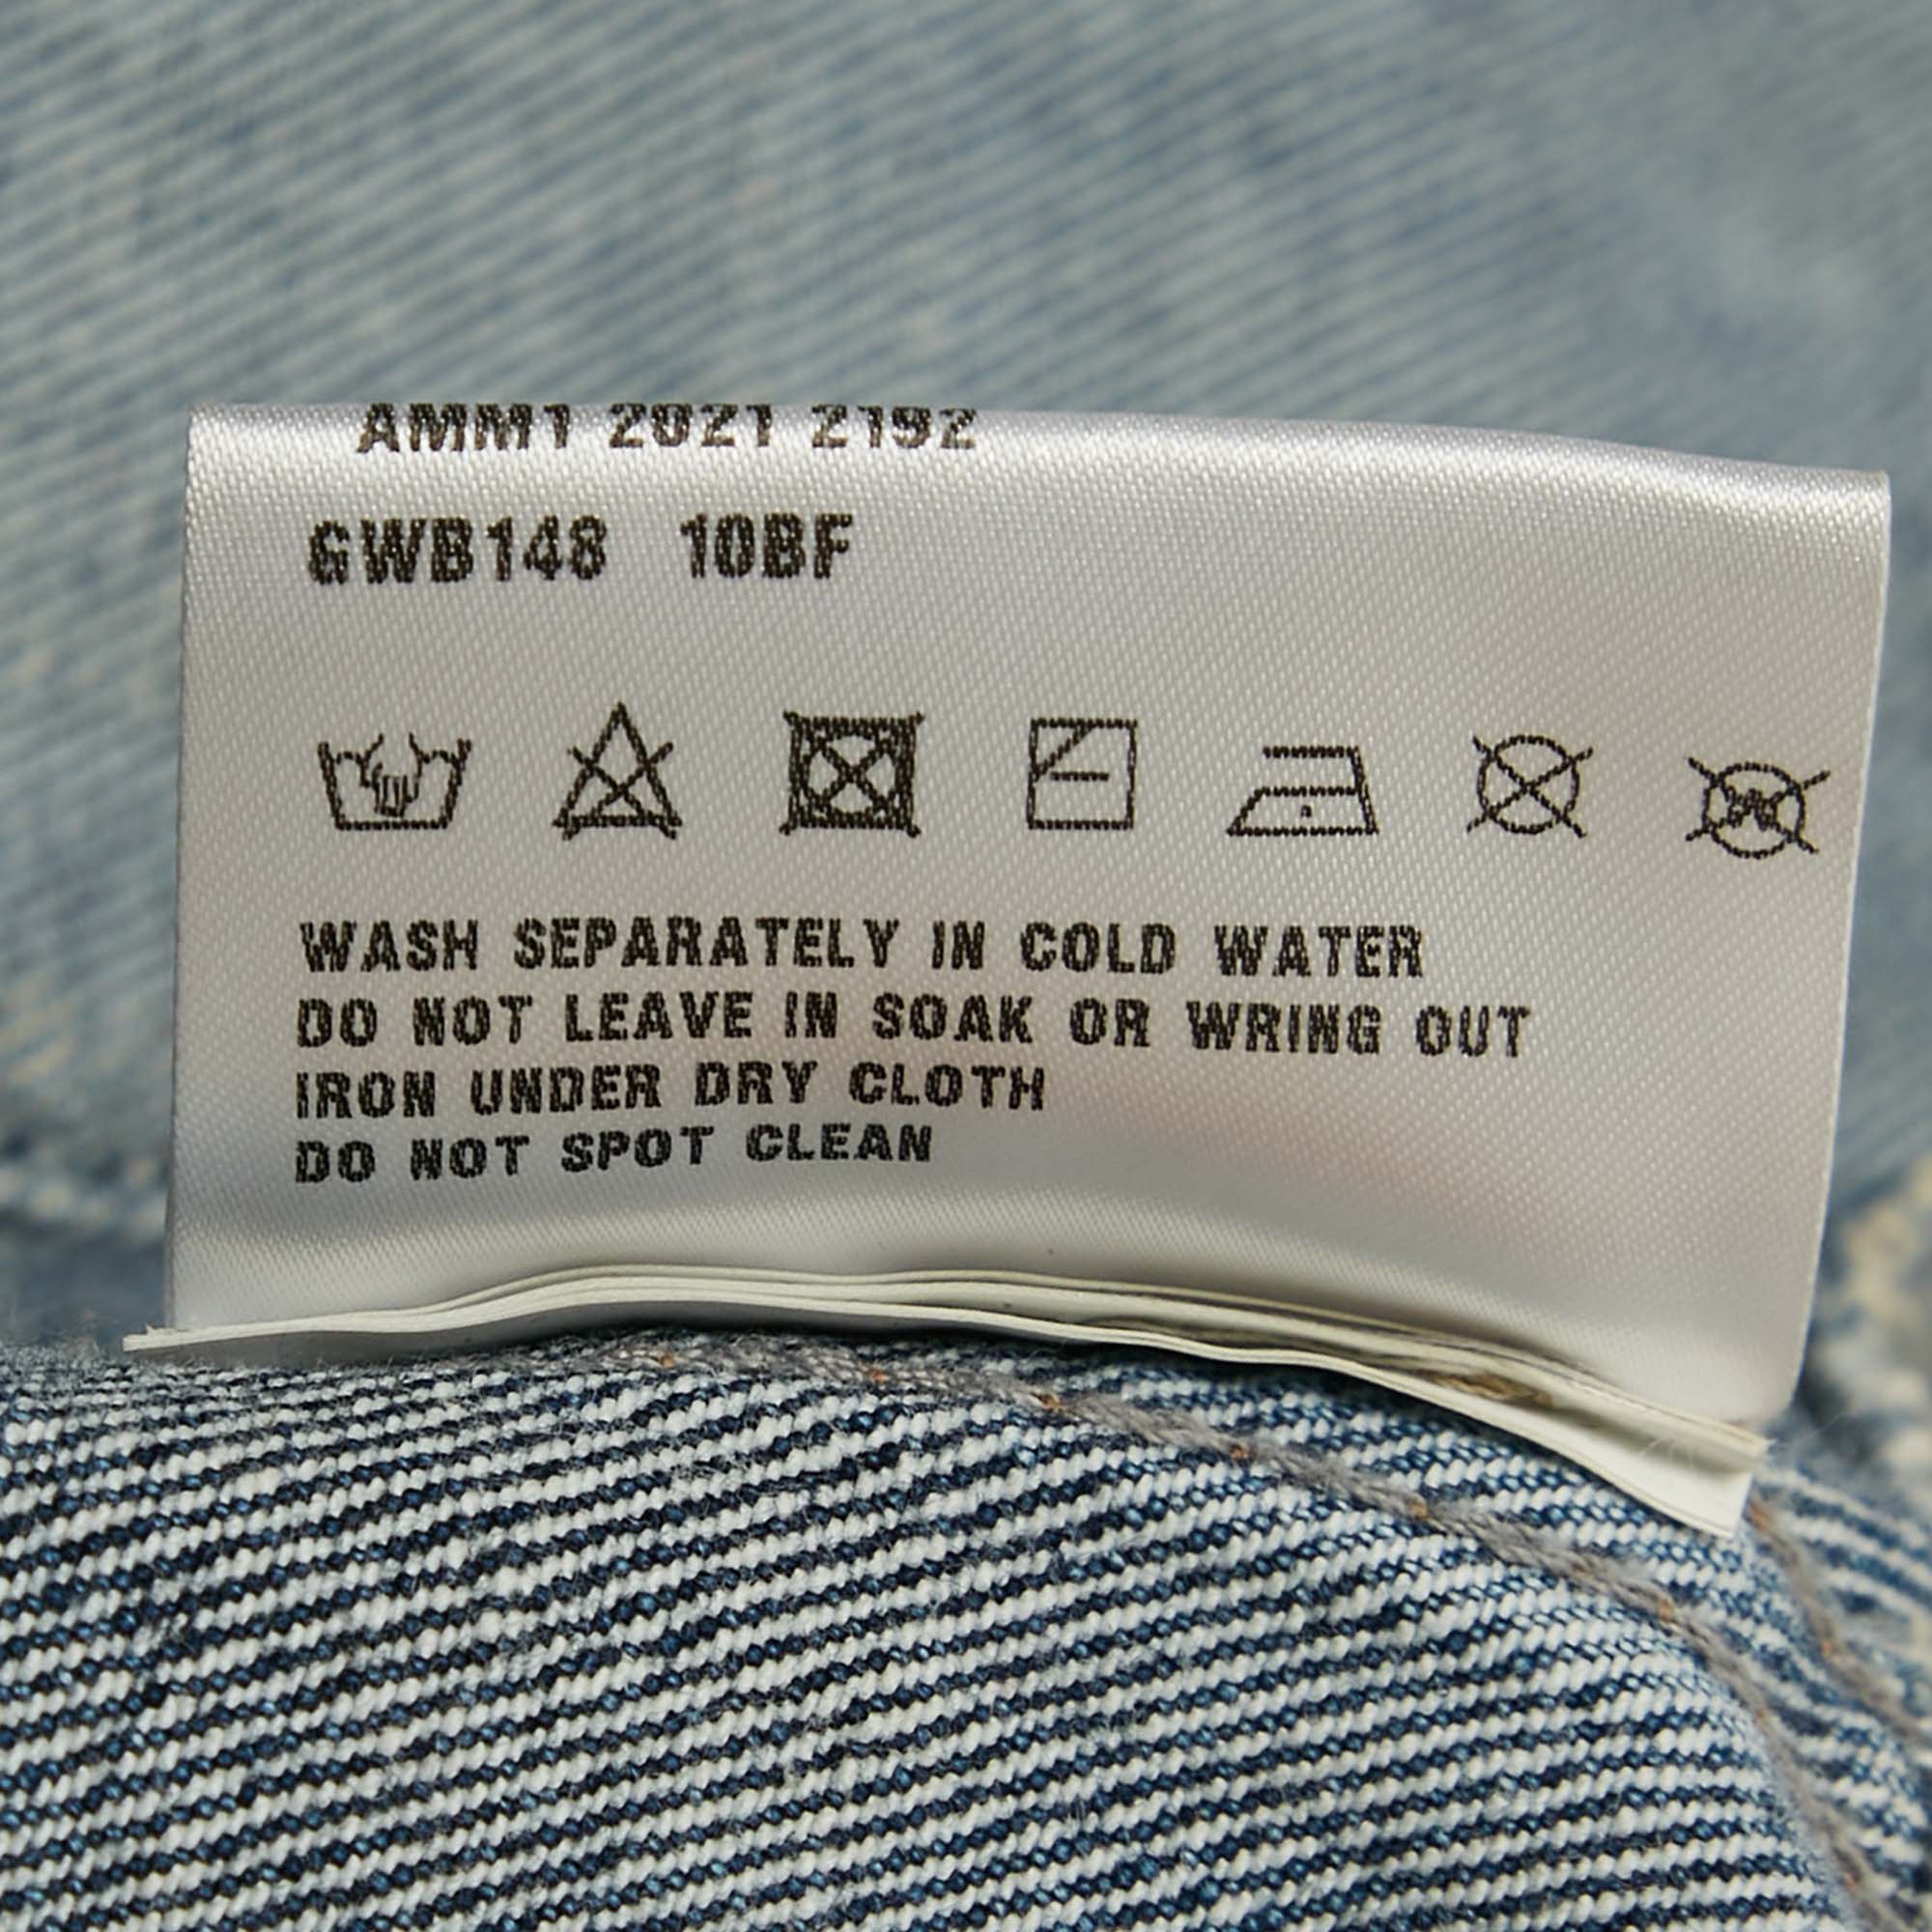 AMM1 2021 2192
GWB148 10BF
WASH SEPARATELY IN COLD WATER
DO NOT LEAVE IN SOAK OR WRING OUT
IRON UNDER DRY CLOTH
DO NOT SPOT CLEAN